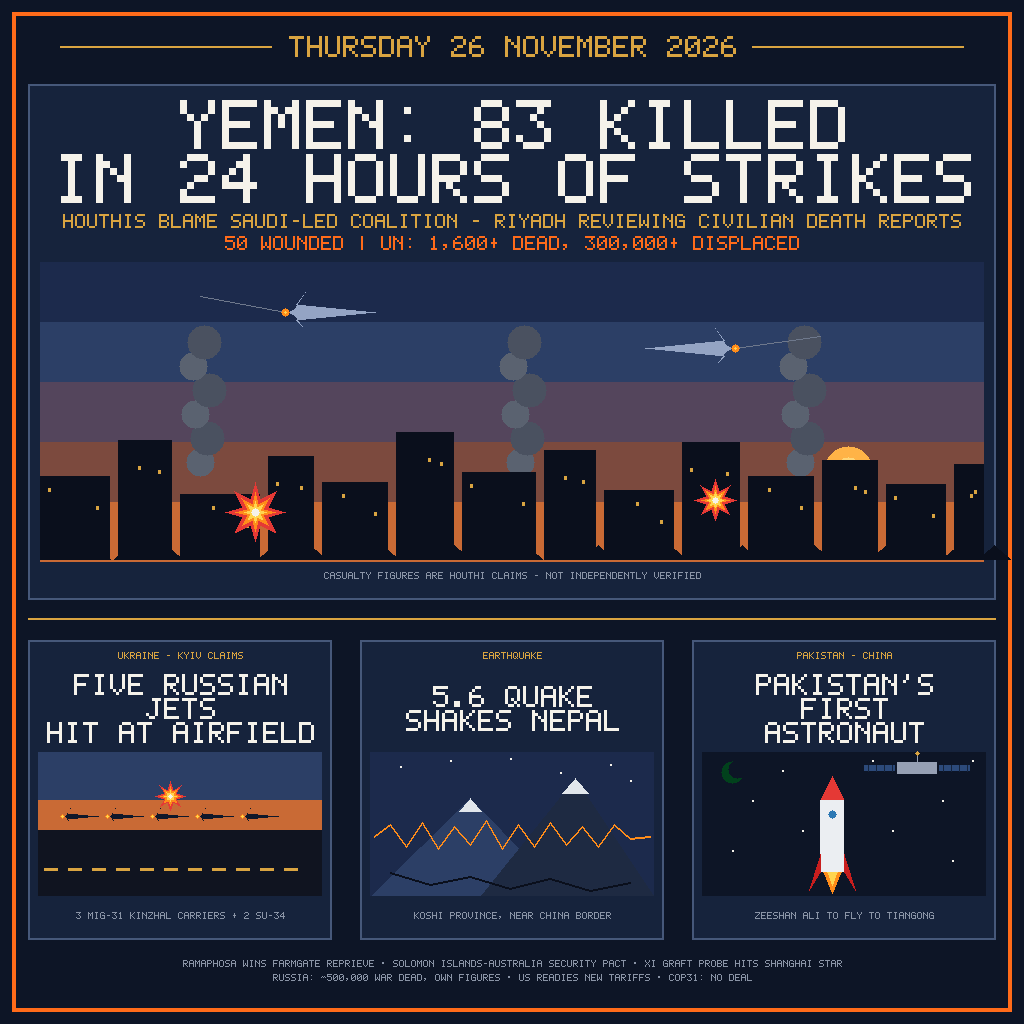 THURSDAY 26 NOVEMBER 2026
YEMEN: 83 KILLED
IN 24 HOURS OF STRIKES
HOUTHIS BLAME SAUDI-LED COALITION - RIYADH REVIEWING CIVILIAN DEATH REPORTS
50 WOUNDED | UN: 1,600+ DEAD, 300,000+ DISPLACED
CASUALTY FIGURES ARE HOUTHI CLAIMS - NOT INDEPENDENTLY VERIFIED
UKRAINE - KYIV CLAIMS
FIVE RUSSIAN
JETS
HIT AT AIRFIELD
3 MIG-31 KINZHAL CARRIERS + 2 SU-34
EARTHQUAKE
5.6 QUAKE
SHAKES NEPAL
KOSHI PROVINCE, NEAR CHINA BORDER
PAKISTAN - CHINA
PAKISTAN'S
FIRST
ASTRONAUT
ZEESHAN ALI TO FLY TO TIANGONG
RAMAPHOSA WINS FARMGATE REPRIEVE · SOLOMON ISLANDS-AUSTRALIA SECURITY PACT · XI GRAFT PROBE HITS SHANGHAI STAR
RUSSIA: ~500,000 WAR DEAD, OWN FIGURES · US READIES NEW TARIFFS · COP31: NO DEAL